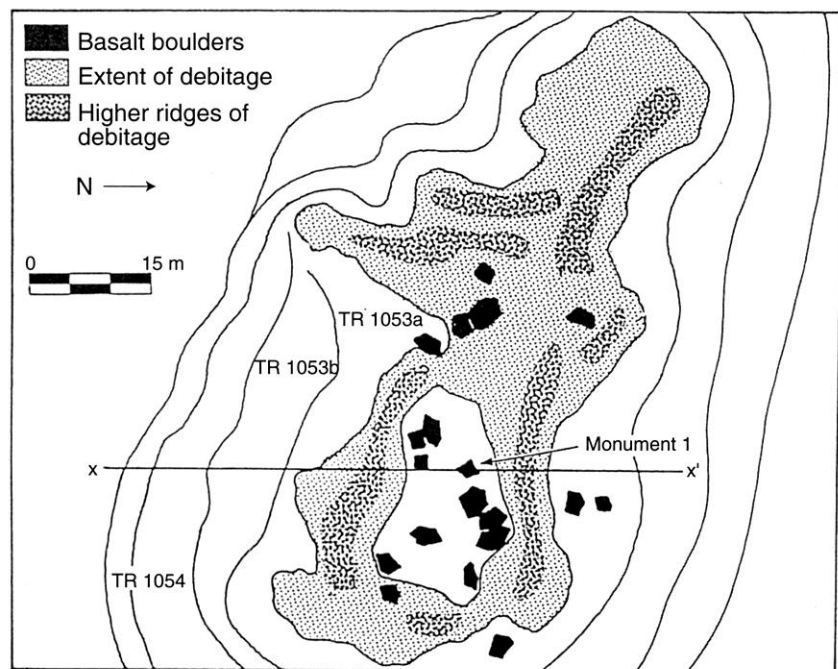 Basalt boulders
Extent of debitage
Higher ridges of
debitage
N
0 15 m
TR 1053a
TR 1053b
Monument 1
x x'
TR 1054